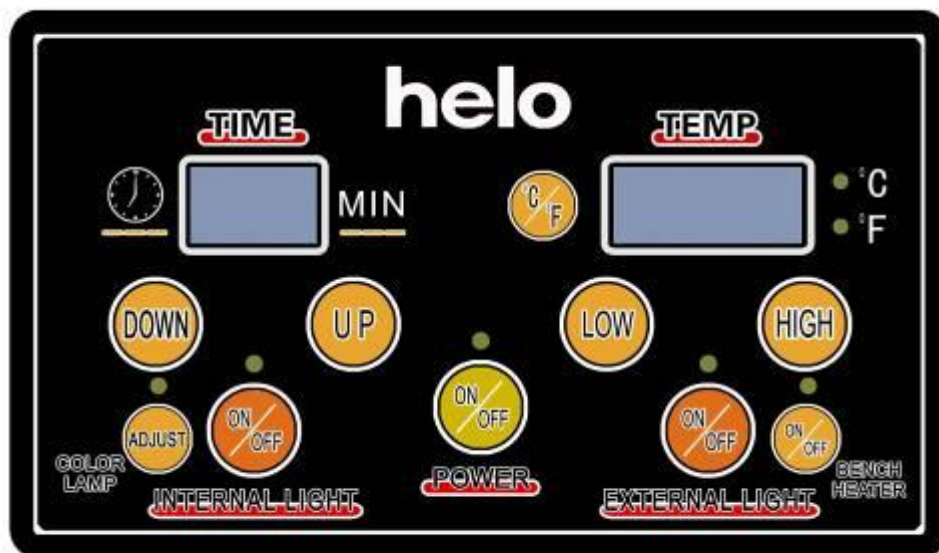 helo
TIME
TEMP
MIN
°C/°F
°C
°F
DOWN
UP
LOW
HIGH
ADJUST
COLOR
LAMP
ON/OFF
INTERNAL LIGHT
ON/OFF
POWER
ON/OFF
EXTERNAL LIGHT
ON/OFF
BENCH
HEATER